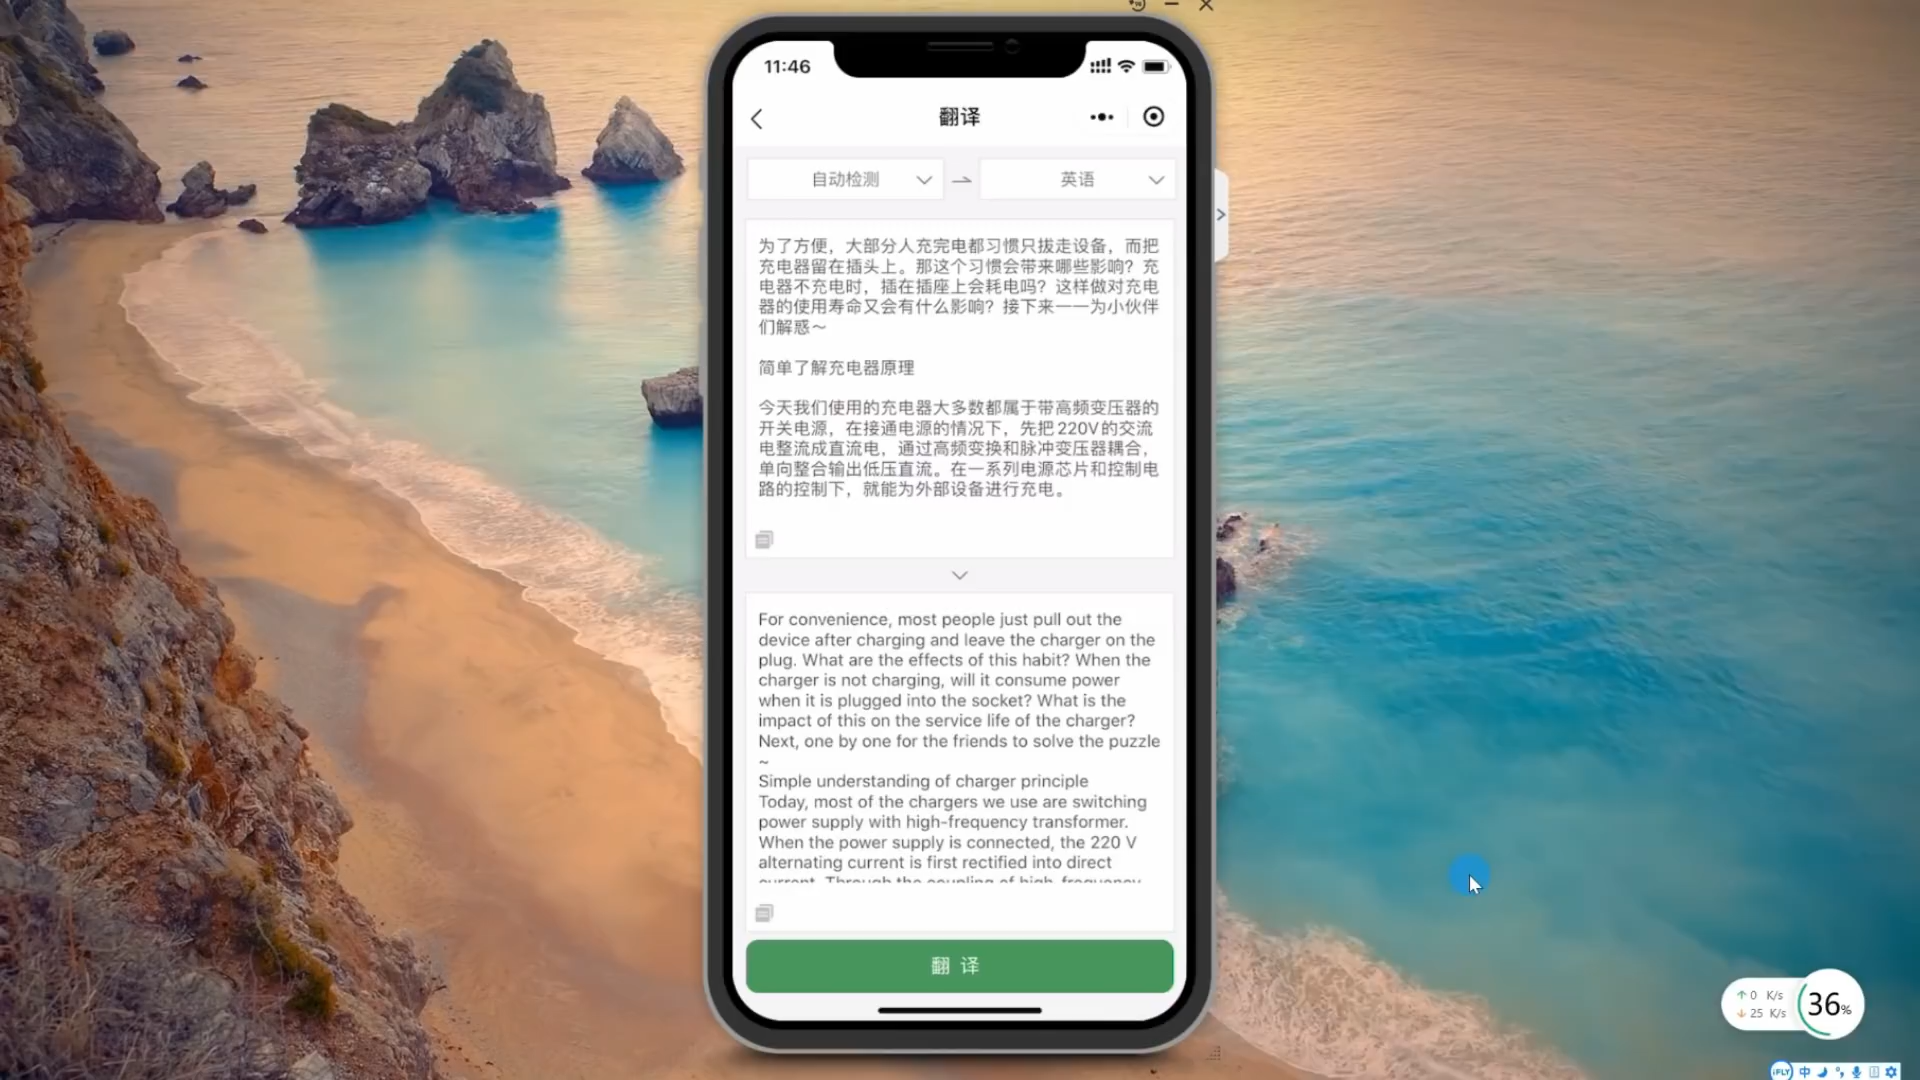 11:46
翻译
自动检测
英语
为了方便，大部分人充完电都习惯只拔走设备，而把
充电器留在插头上。那这个习惯会带来哪些影响？充
电器不充电时，插在插座上会耗电吗？这样做对充电
器的使用寿命又会有什么影响？接下来一一为小伙伴
们解惑～
简单了解充电器原理
今天我们使用的充电器大多数都属于带高频变压器的
开关电源，在接通电源的情况下，先把220V的交流
电整流成直流电，通过高频变换和脉冲变压器耦合，
单向整合输出低压直流。在一系列电源芯片和控制电
路的控制下，就能为外部设备进行充电。
For convenience, most people just pull out the
device after charging and leave the charger on the
plug. What are the effects of this habit? When the
charger is not charging, will it consume power
when it is plugged into the socket? What is the
impact of this on the service life of the charger?
Next, one by one for the friends to solve the puzzle
~
Simple understanding of charger principle
Today, most of the chargers we use are switching
power supply with high-frequency transformer.
When the power supply is connected, the 220 V
alternating current is first rectified into direct
current. Through the coupling of high-frequency
翻 译
↑ 0 K/s
↓ 25 K/s
36%
iFLY 中